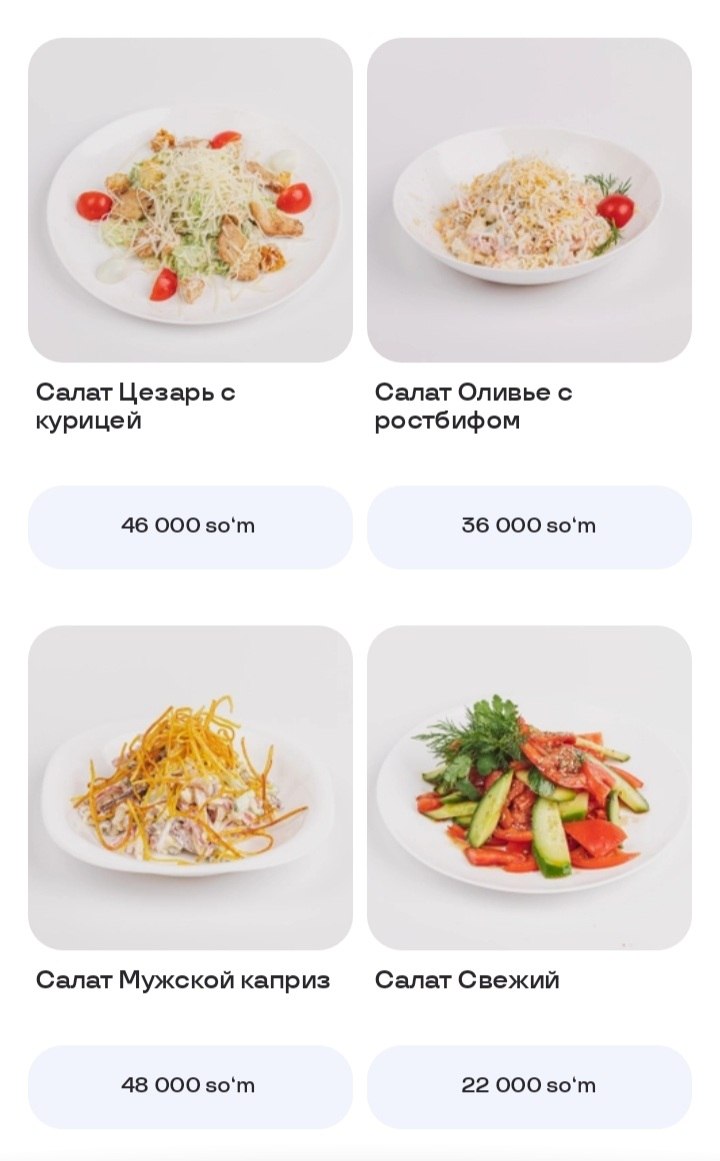 Салат Цезарь с
курицей
46 000 so‘m
Салат Оливье с
ростбифом
36 000 so‘m
Салат Мужской каприз
48 000 so‘m
Салат Свежий
22 000 so‘m